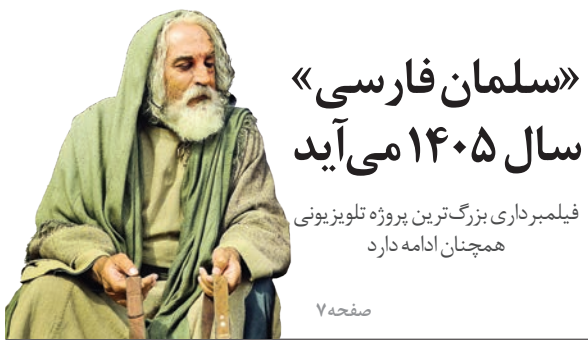 «سلمان فارسی»
سال ۱۴۰۵ می‌آید
فیلمبرداری بزرگ‌ترین پروژه تلویزیونی
همچنان ادامه دارد
صفحه ۷